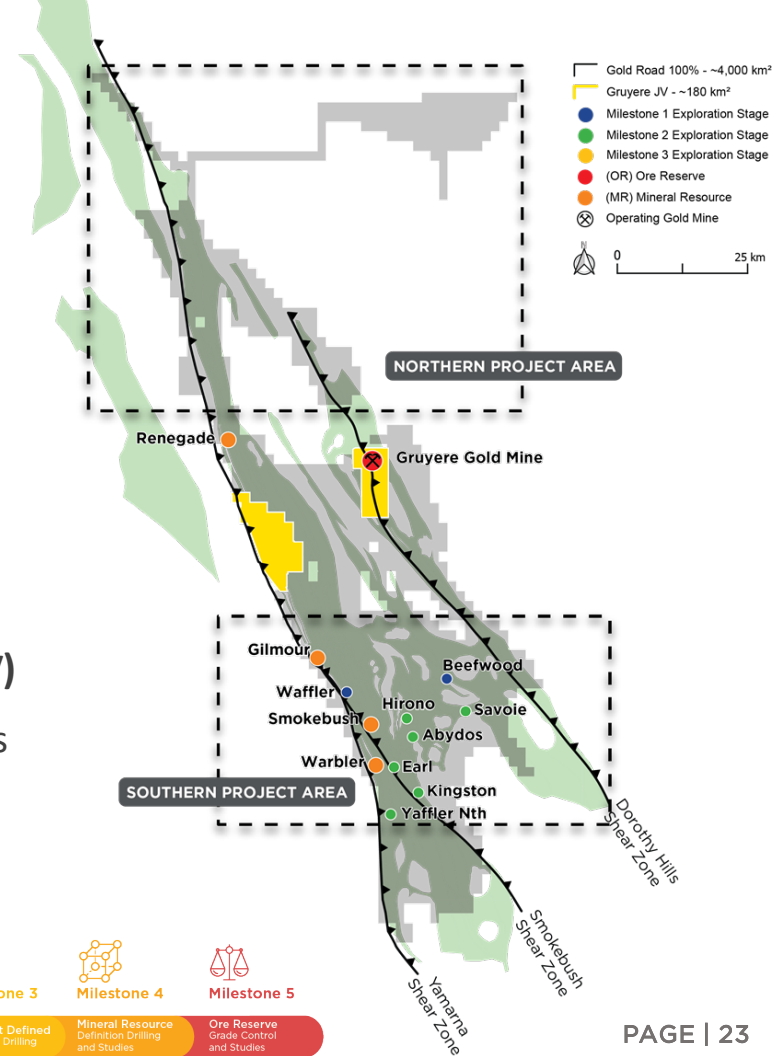 Gold Road 100% - ~4,000 km²
Gruyere JV - ~180 km²
Milestone 1 Exploration Stage
Milestone 2 Exploration Stage
Milestone 3 Exploration Stage
(OR) Ore Reserve
(MR) Mineral Resource
Operating Gold Mine
N
0 25 km
NORTHERN PROJECT AREA
Renegade
Gruyere Gold Mine
Gilmour
Beefwood
Waffler
Hirono
Savoie
Smokebush
Abydos
Warbler
Earl
SOUTHERN PROJECT AREA
Kingston
Yaffler Nth
Dorothy Hills
Shear Zone
Smokebush
Shear Zone
Yamarna
Shear Zone
)
s
one 3
Milestone 4
Milestone 5
t Defined
Drilling
Mineral Resource
Definition Drilling
and Studies
Ore Reserve
Grade Control
and Studies
PAGE | 23